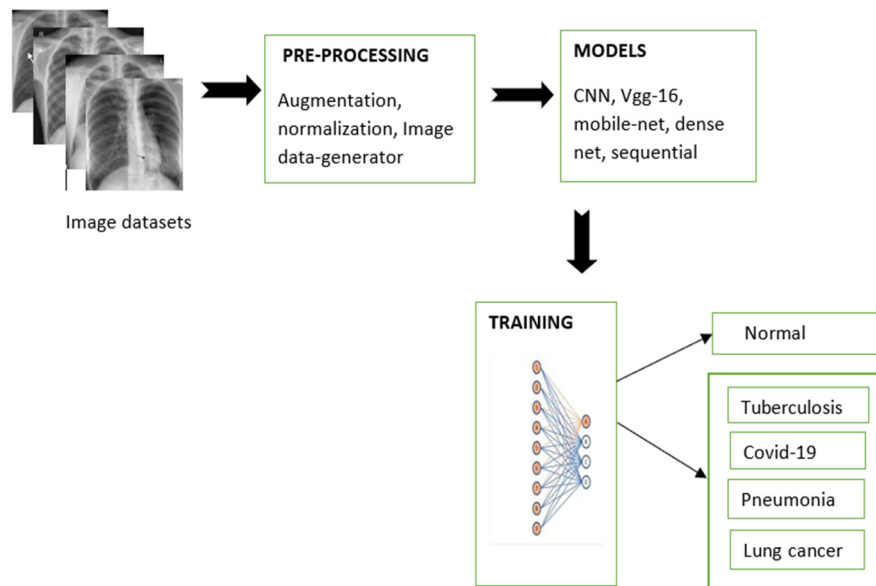 Image datasets
PRE-PROCESSING
Augmentation,
normalization, Image
data-generator
MODELS
CNN, Vgg-16,
mobile-net, dense
net, sequential
TRAINING
Normal
Tuberculosis
Covid-19
Pneumonia
Lung cancer